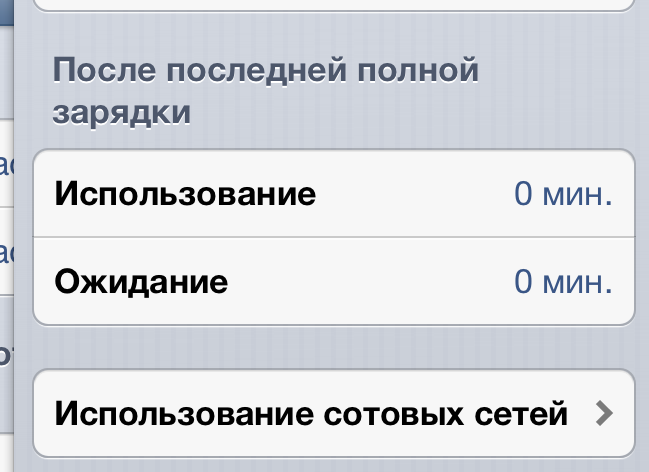 После последней полной
зарядки
Использование 0 мин.
Ожидание 0 мин.
Использование сотовых сетей